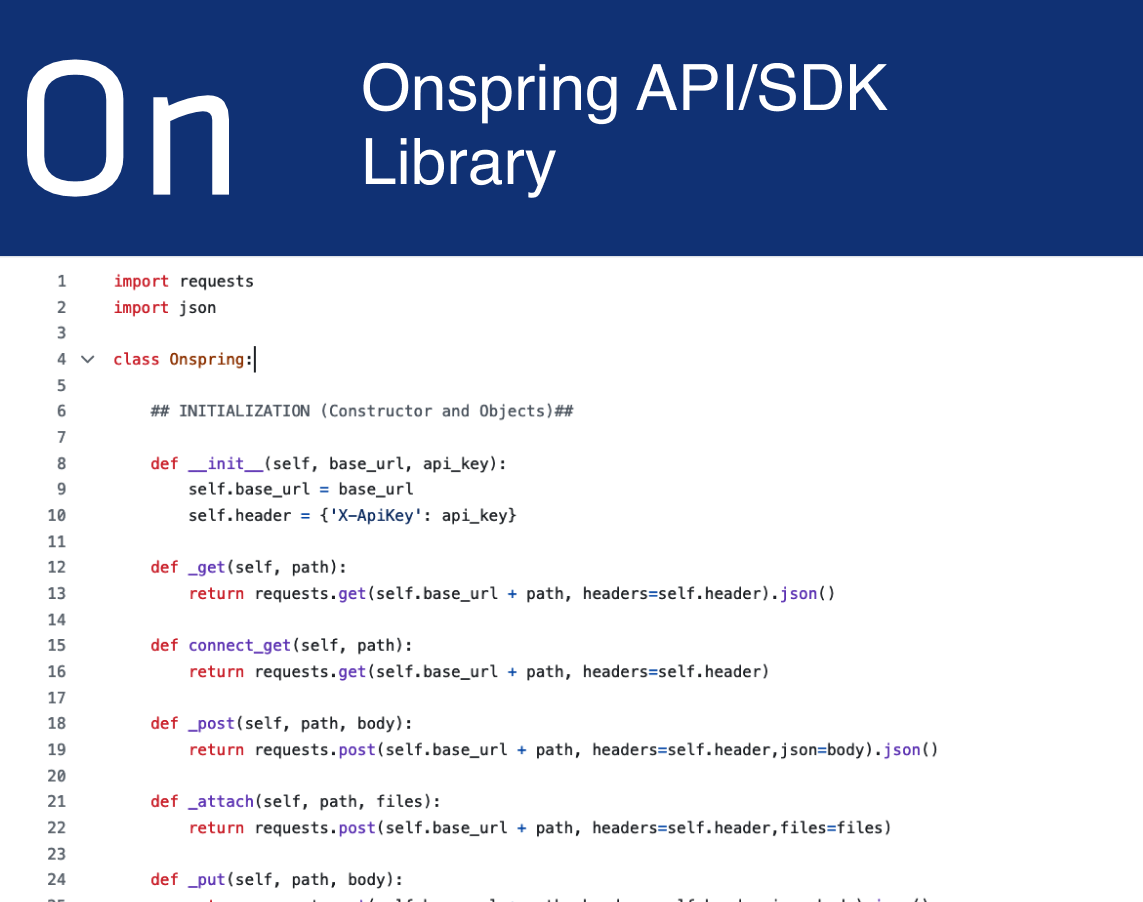 On
Onspring API/SDK
Library
1 import requests
2 import json
3
4 class Onspring:
5
6 ## INITIALIZATION (Constructor and Objects)##
7
8 def __init__(self, base_url, api_key):
9 self.base_url = base_url
10 self.header = {'X-ApiKey': api_key}
11
12 def _get(self, path):
13 return requests.get(self.base_url + path, headers=self.header).json()
14
15 def connect_get(self, path):
16 return requests.get(self.base_url + path, headers=self.header)
17
18 def _post(self, path, body):
19 return requests.post(self.base_url + path, headers=self.header,json=body).json()
20
21 def _attach(self, path, files):
22 return requests.post(self.base_url + path, headers=self.header,files=files)
23
24 def _put(self, path, body):